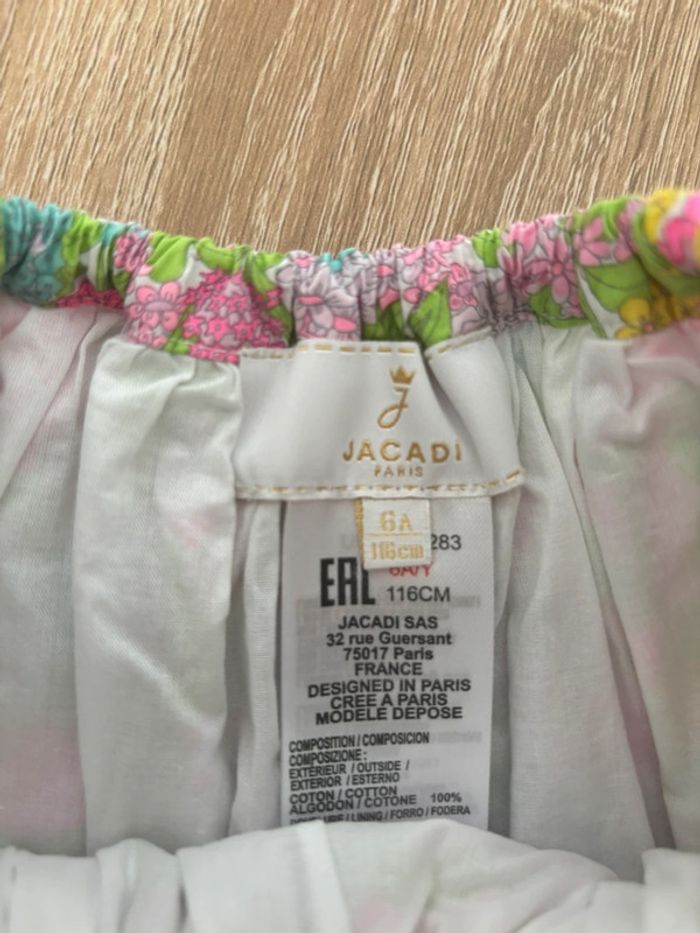 JACADI
PARIS
6A
116cm
283
6A/Y
116CM
JACADI SAS
32 rue Guersant
75017 Paris
FRANCE
DESIGNED IN PARIS
CREE A PARIS
MODELE DEPOSE
COMPOSITION / COMPOSICION
COMPOSIZIONE :
EXTERIEUR / OUTSIDE /
EXTERIOR / ESTERNO
COTON / COTTON
ALGODON / COTONE 100%
DOUBLURE / LINING / FORRO / FODERA